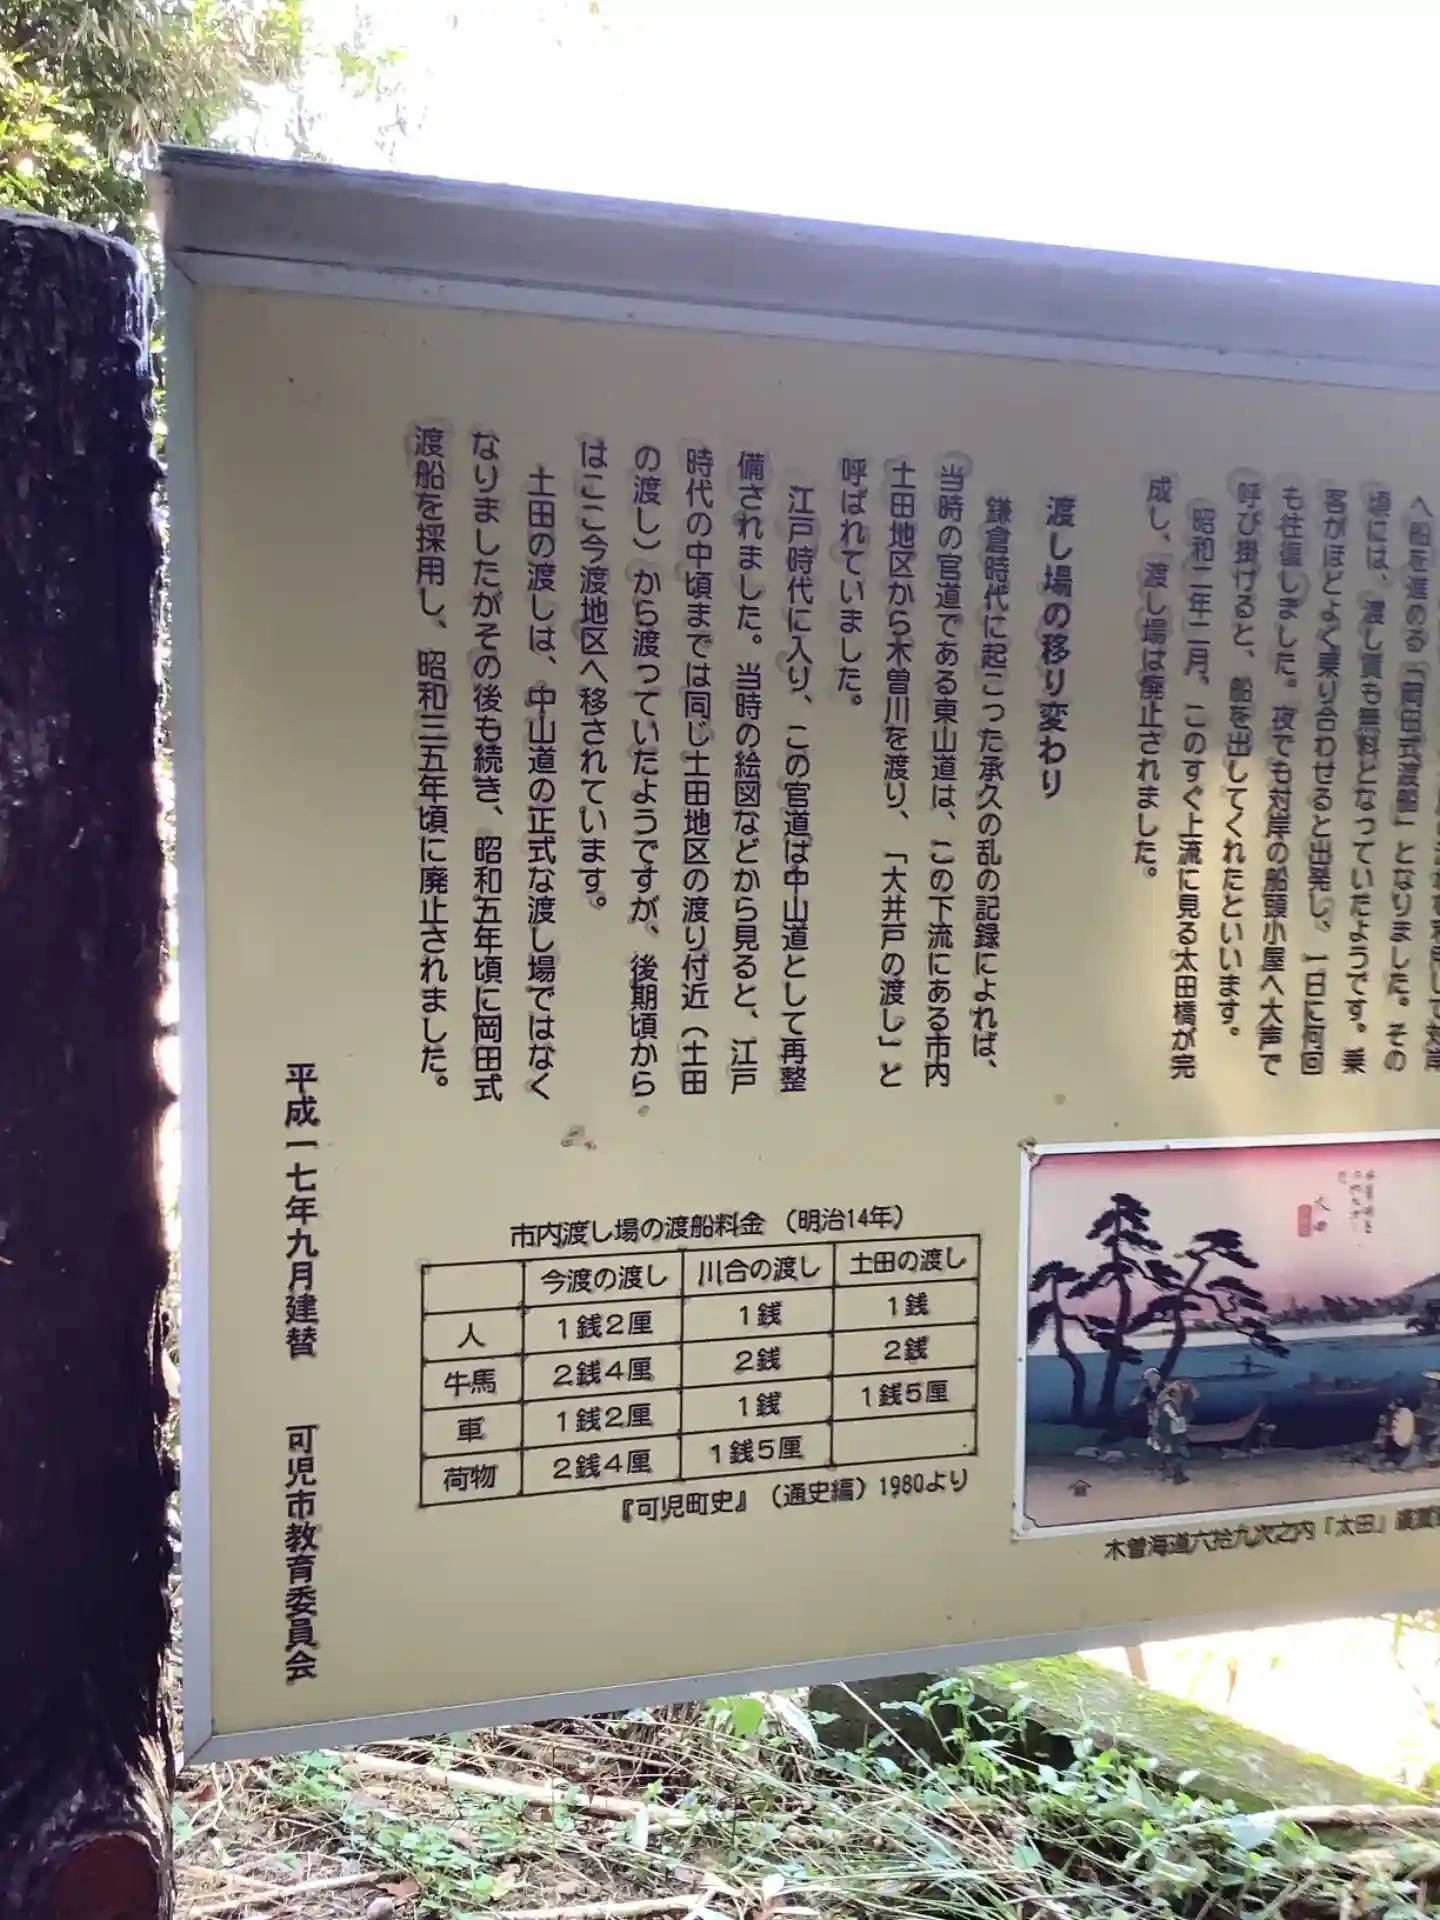 へ船を進める「岡田式渡船」となりました。その
頃には、渡し賃も無料となっていたようです。乗
客がほどよく乗り合わせると出発し、一日に何回
も往復しました。夜でも対岸の船頭小屋へ大声で
呼び掛けると、船を出してくれたといいます。
昭和二年二月、このすぐ上流に見る太田橋が完
成し、渡し場は廃止されました。
渡し場の移り変わり
鎌倉時代に起こった承久の乱の記録によれば、
当時の官道である東山道は、この下流にある市内
土田地区から木曽川を渡り、「大井戸の渡し」と
呼ばれていました。
江戸時代に入り、この官道は中山道として再整
備されました。当時の絵図などから見ると、江戸
時代の中頃までは同じ土田地区の渡り付近（土田
の渡し）から渡っていたようですが、後期頃から
はここ今渡地区へ移されています。
土田の渡しは、中山道の正式な渡し場ではなく
なりましたがその後も続き、昭和五年頃に岡田式
渡船を採用し、昭和三五年頃に廃止されました。
平成一七年九月建替 可児市教育委員会
市内渡し場の渡船料金（明治14年）
今渡の渡し 川合の渡し 土田の渡し
人 1銭2厘 1銭 1銭
牛馬 2銭4厘 2銭 2銭
車 1銭2厘 1銭 1銭5厘
荷物 2銭4厘 1銭5厘
『可児町史』（通史編）1980より
太田
木曽海道六拾九次之内「太田」